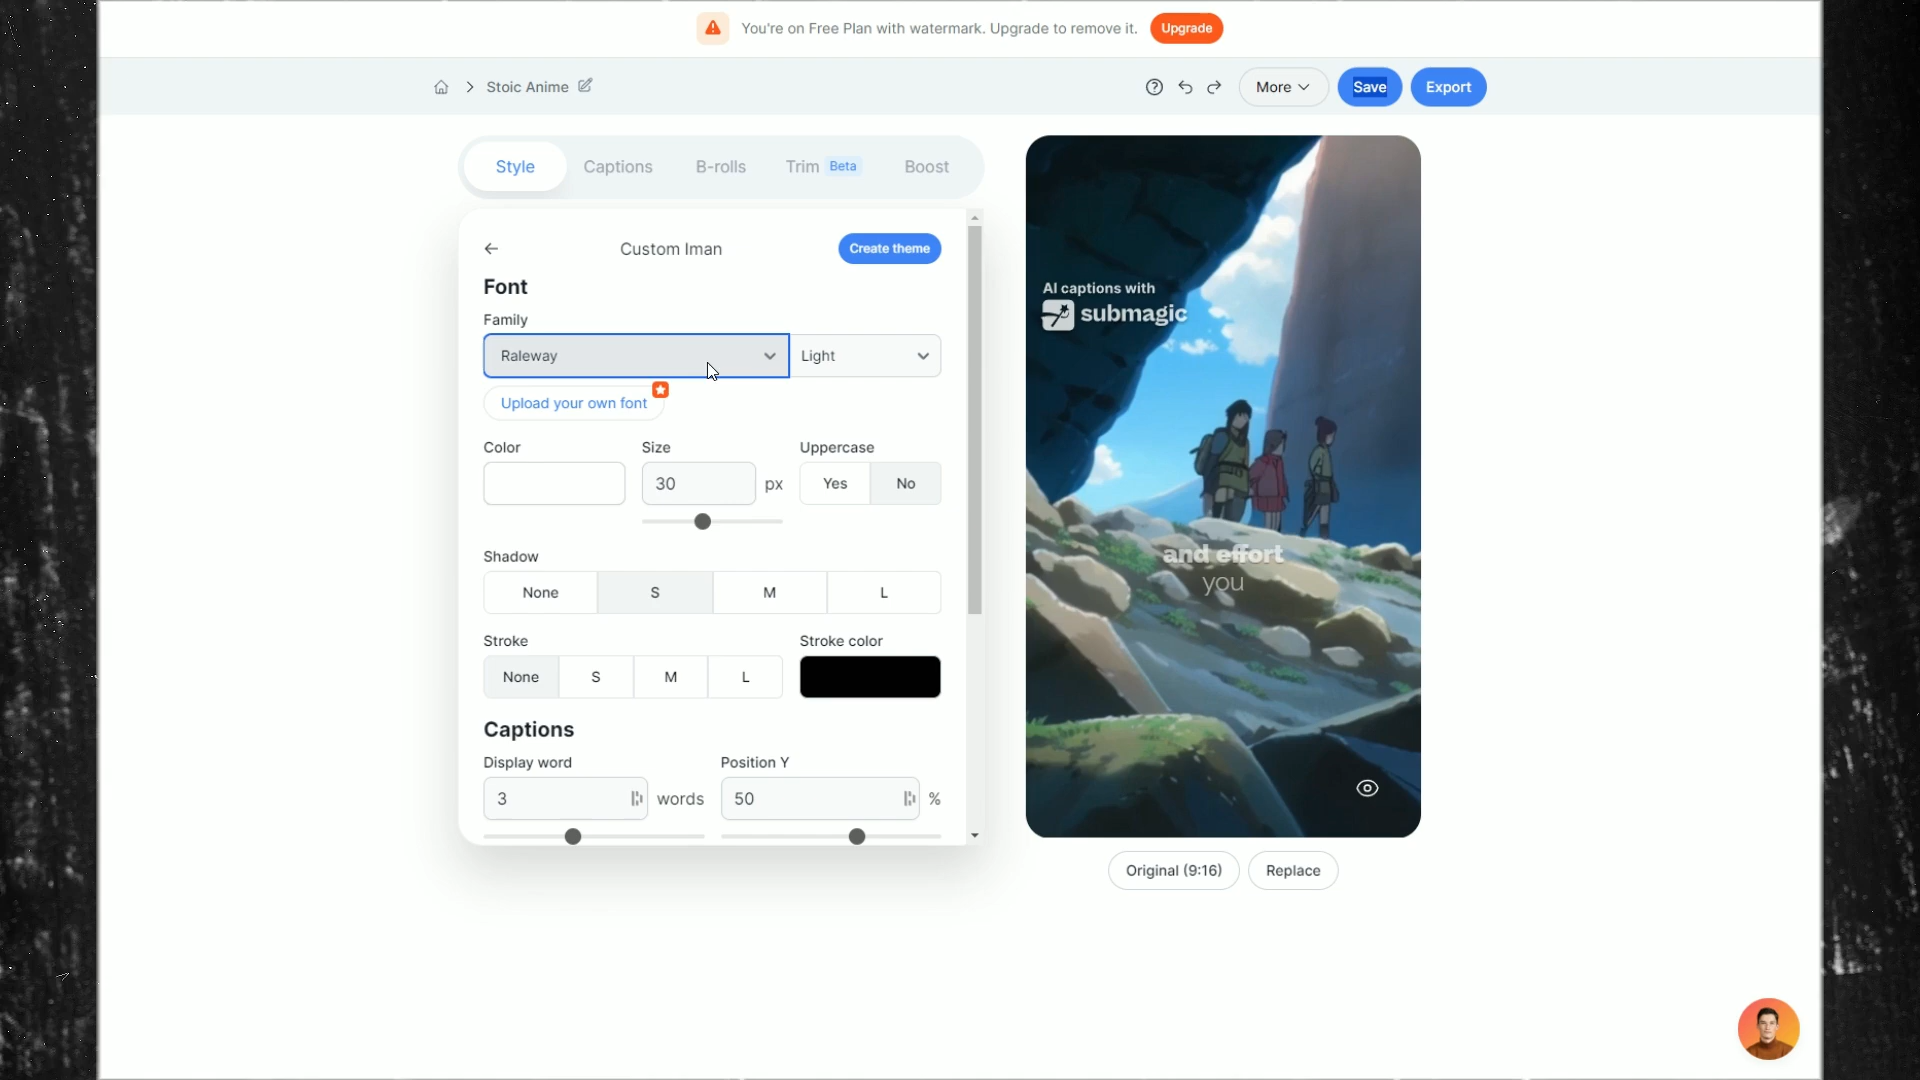 You're on Free Plan with watermark. Upgrade to remove it. Upgrade
Stoic Anime More Save Export
Style Captions B-rolls Trim Beta Boost
Custom Iman Create theme
Font
Family
Raleway Light
Upload your own font
Color Size Uppercase
30 px Yes No
Shadow
None S M L
Stroke Stroke color
None S M L
Captions
Display word Position Y
3 words 50 %
AI captions with
submagic
and effort
you
Original (9:16) Replace